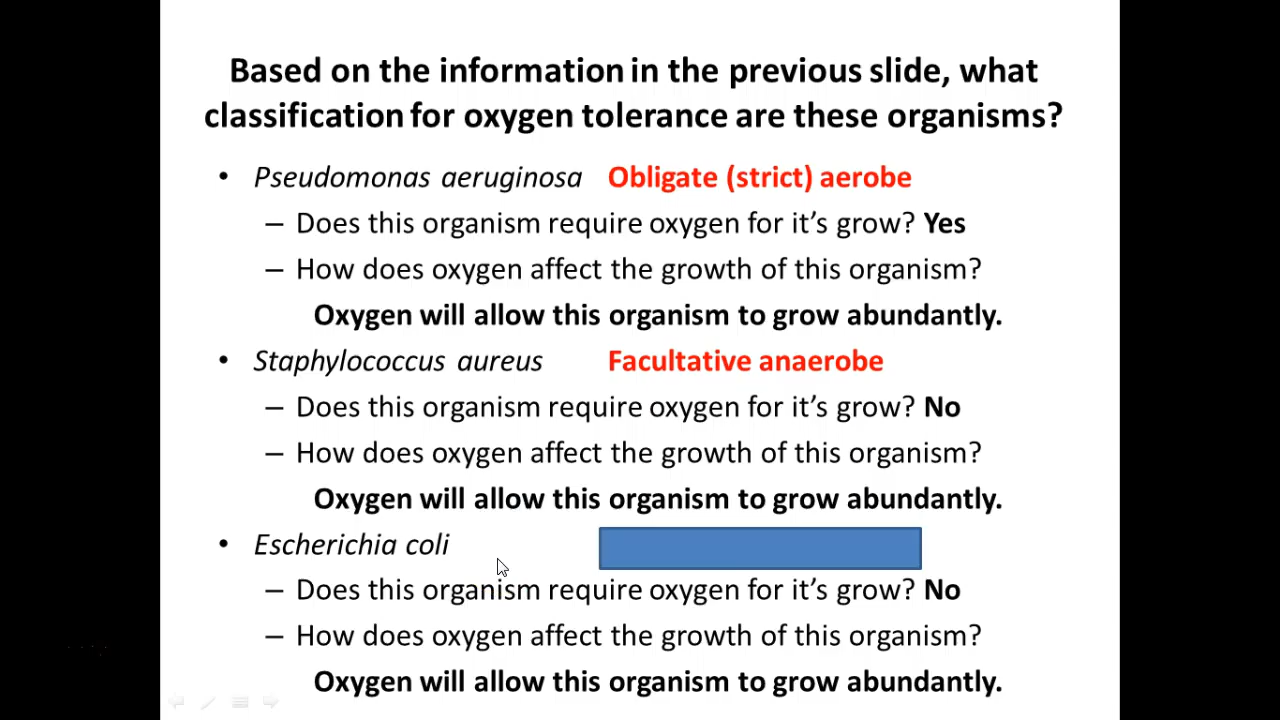 Based on the information in the previous slide, what
classification for oxygen tolerance are these organisms?
• Pseudomonas aeruginosa Obligate (strict) aerobe
– Does this organism require oxygen for it’s grow? Yes
– How does oxygen affect the growth of this organism?
Oxygen will allow this organism to grow abundantly.
• Staphylococcus aureus Facultative anaerobe
– Does this organism require oxygen for it’s grow? No
– How does oxygen affect the growth of this organism?
Oxygen will allow this organism to grow abundantly.
• Escherichia coli
– Does this organism require oxygen for it’s grow? No
– How does oxygen affect the growth of this organism?
Oxygen will allow this organism to grow abundantly.